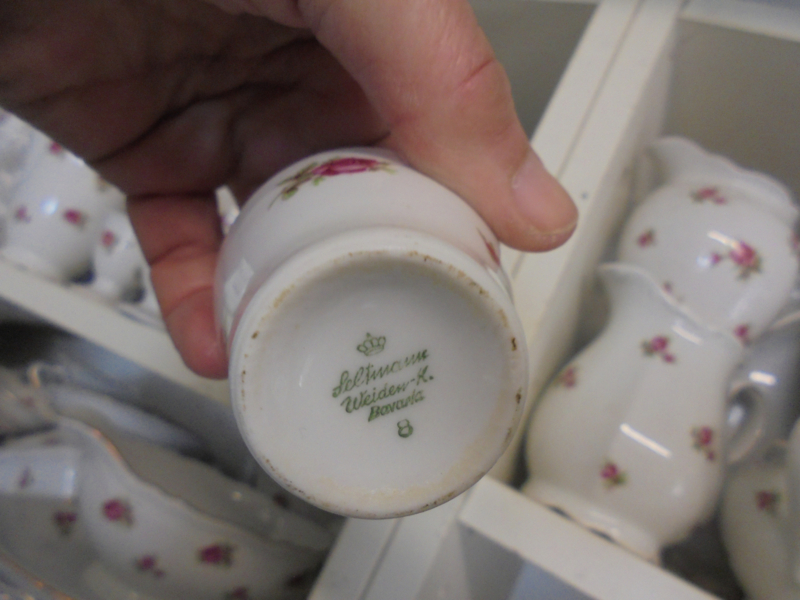 Seltmann
Weiden-K.
Bavaria
8